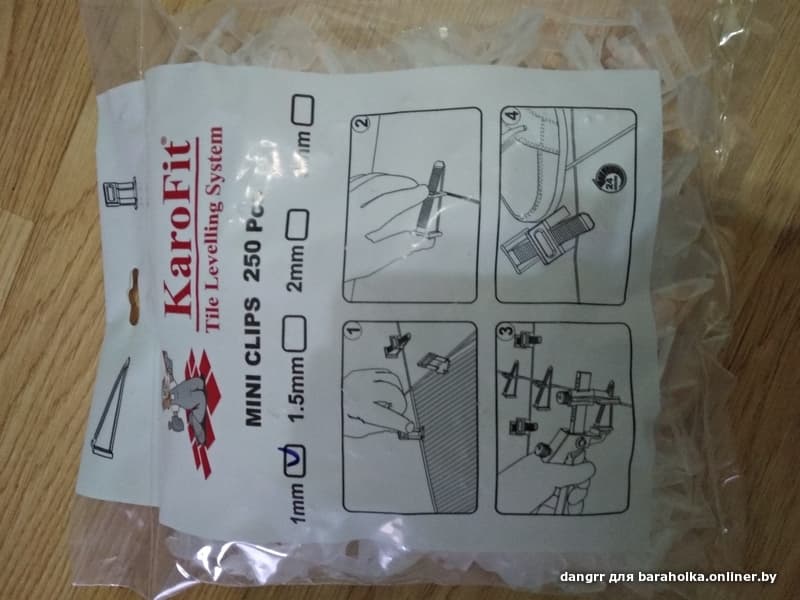 KaroFit®
Tile Levelling System
MINI CLIPS 250
1mm 1.5mm 2mm
1
2
3
4
24
dangrr для baraholka.onliner.by